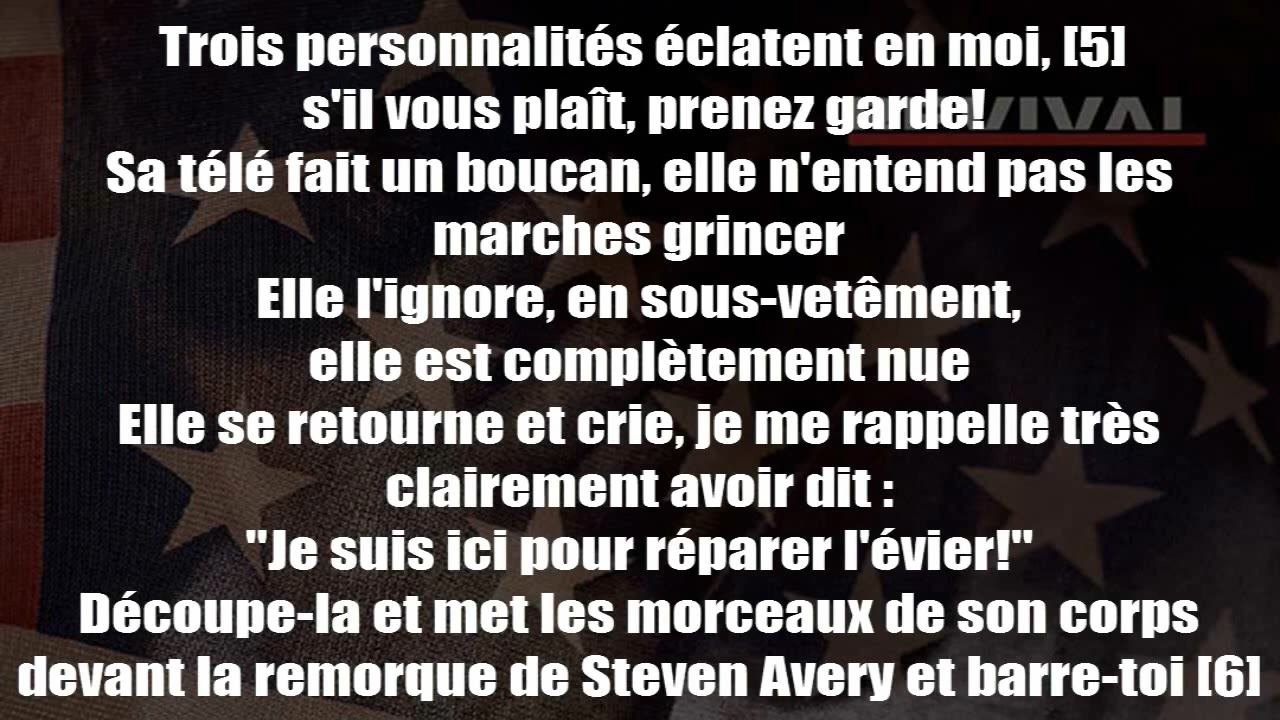 Trois personnalités éclatent en moi, [5]
s'il vous plaît, prenez garde!
VIVAL
Sa télé fait un boucan, elle n'entend pas les
marches grincer
Elle l'ignore, en sous-vetêment,
elle est complètement nue
Elle se retourne et crie, je me rappelle très
clairement avoir dit :
"Je suis ici pour réparer l'évier!"
Découpe-la et met les morceaux de son corps
devant la remorque de Steven Avery et barre-toi [6]